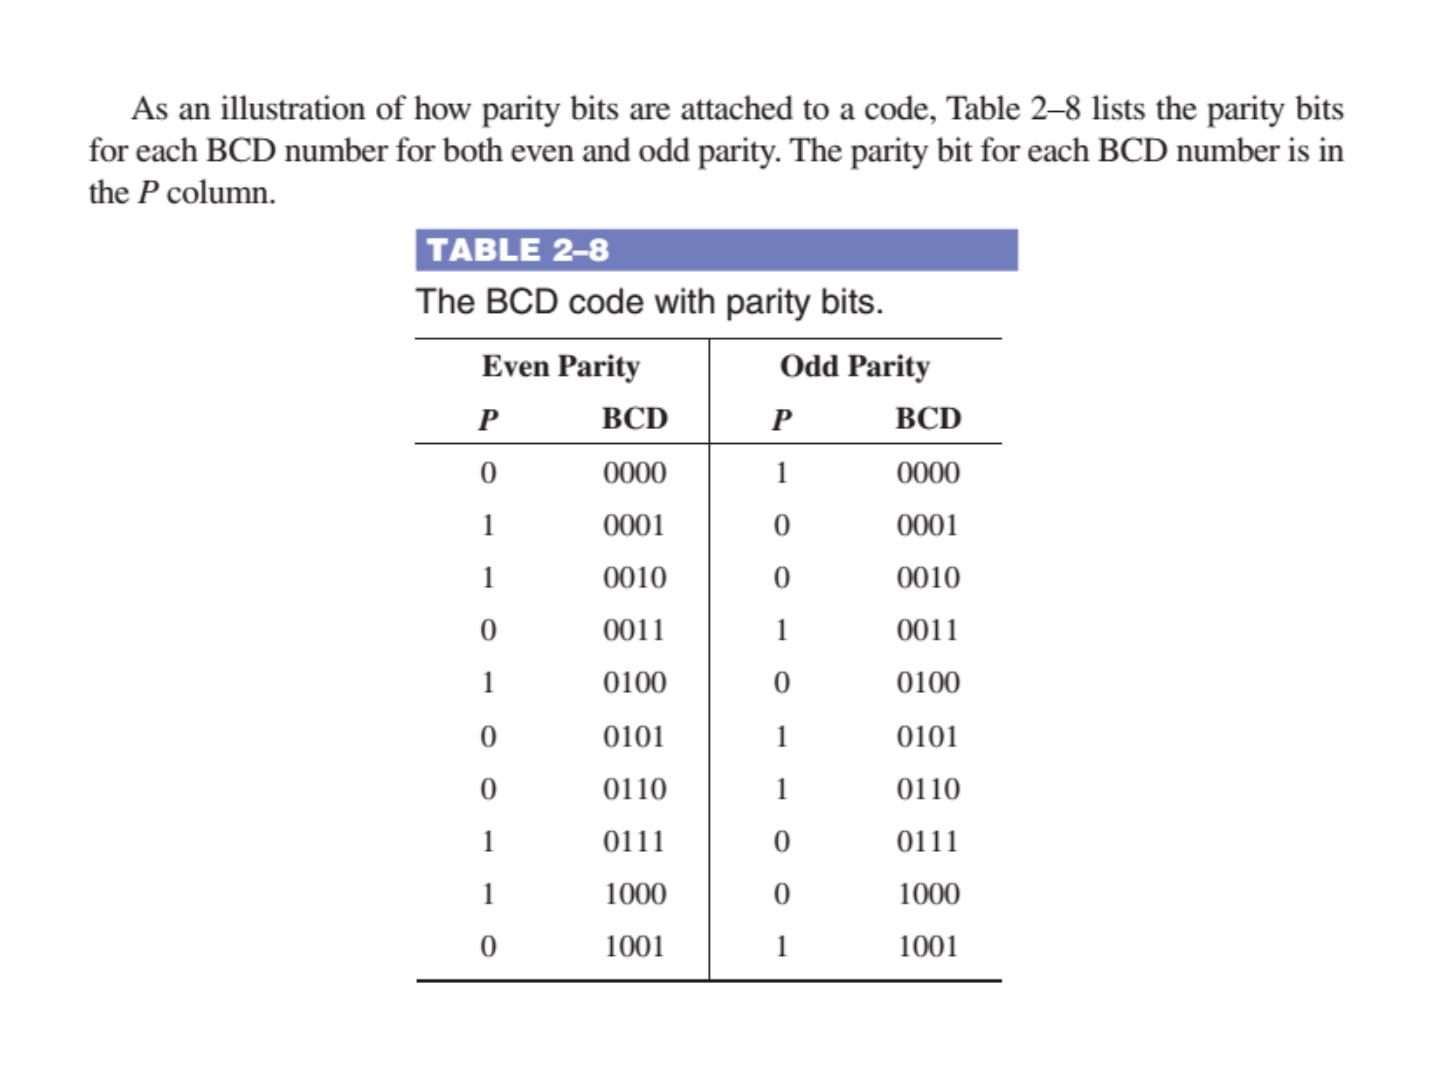 As an illustration of how parity bits are attached to a code, Table 2–8 lists the parity bits
for each BCD number for both even and odd parity. The parity bit for each BCD number is in
the P column.
TABLE 2–8
The BCD code with parity bits.
Even Parity Odd Parity
P BCD P BCD
0 0000 1 0000
1 0001 0 0001
1 0010 0 0010
0 0011 1 0011
1 0100 0 0100
0 0101 1 0101
0 0110 1 0110
1 0111 0 0111
1 1000 0 1000
0 1001 1 1001